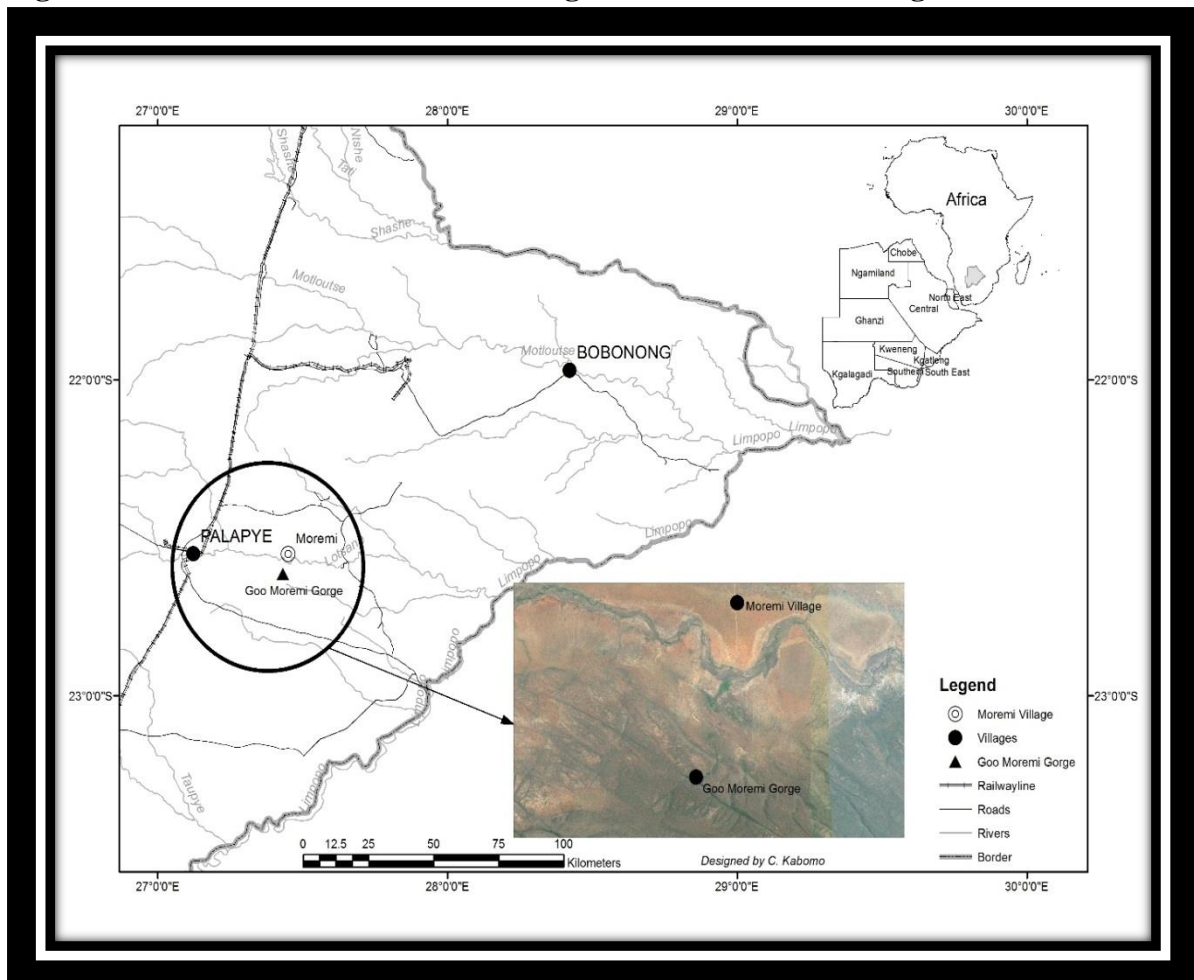 27°0'0"E 28°0'0"E 29°0'0"E 30°0'0"E
Shashe
Ntshe
Tati
Shashe
Motloutse
Motloutse
BOBONONG
22°0'0"S 22°0'0"S
Africa
Chobe
Ngamiland
North East
Central
Ghanzi
Kweneng
Kgatleng
Kgalagadi
Southern
South East
Limpopo Limpopo
Limpopo
Limpopo
PALAPYE
Moremi
Lotsan
Goo Moremi Gorge
Limpopo
Limpopo
Limpopo
Taupye
23°0'0"S 23°0'0"S
Moremi Village
Goo Moremi Gorge
Legend
Moremi Village
Villages
Goo Moremi Gorge
Railwayline
Roads
Rivers
Border
0 12.5 25 50 75 100
Kilometers
Designed by C. Kabomo
27°0'0"E 28°0'0"E 29°0'0"E 30°0'0"E